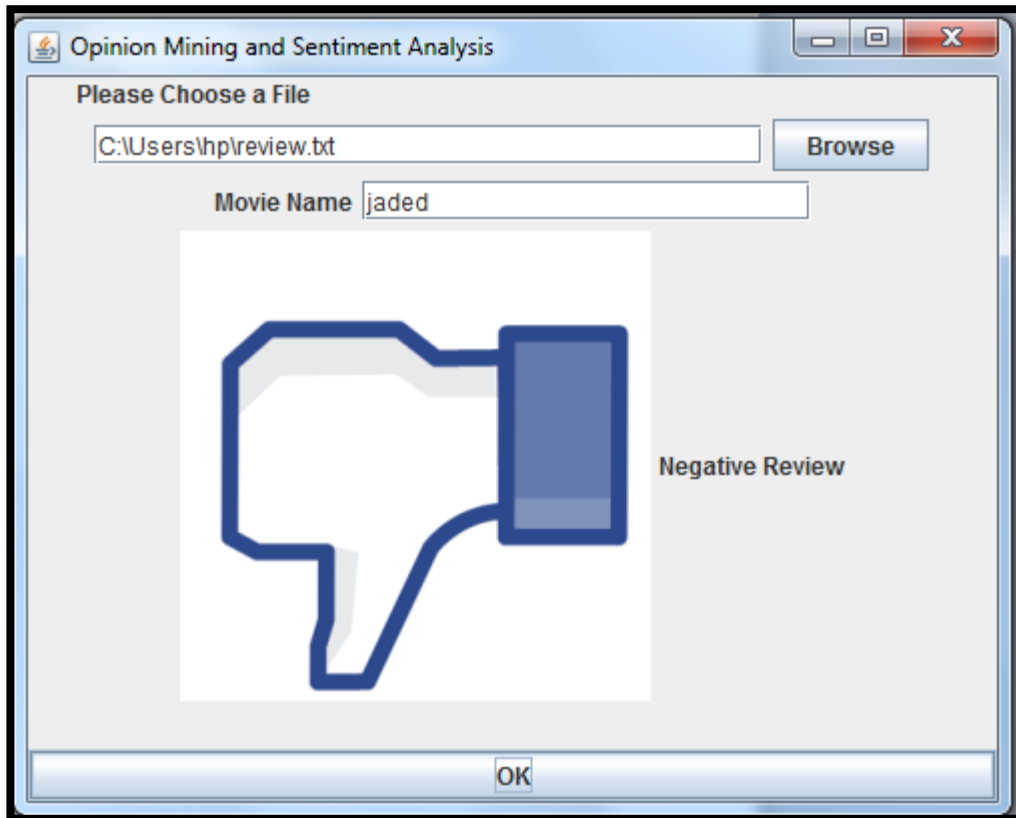 Opinion Mining and Sentiment Analysis
Please Choose a File
C:\Users\hp\review.txt Browse
Movie Name jaded
Negative Review
OK